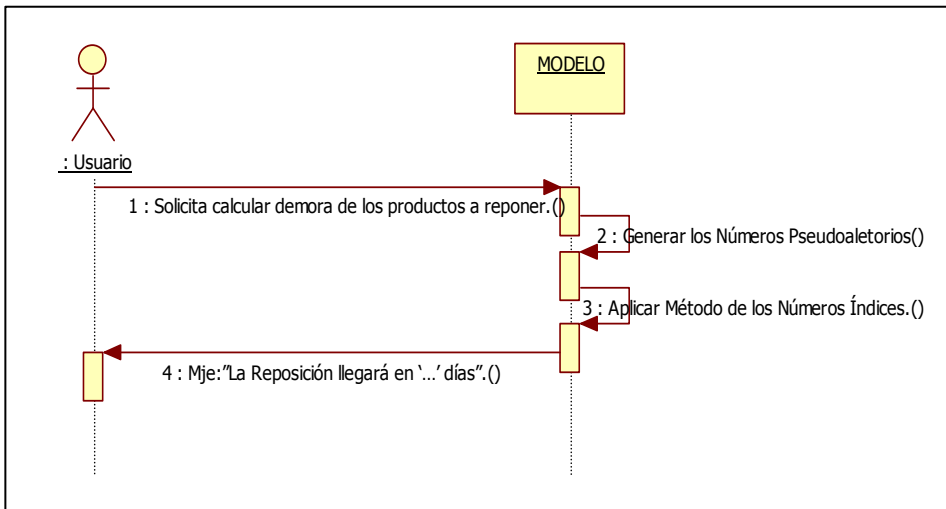 MODELO
: Usuario
1 : Solicita calcular demora de los productos a reponer.()
2 : Generar los Números Pseudoaletorios()
3 : Aplicar Método de los Números Índices.()
4 : Mje:”La Reposición llegará en ‘...’ días”.()